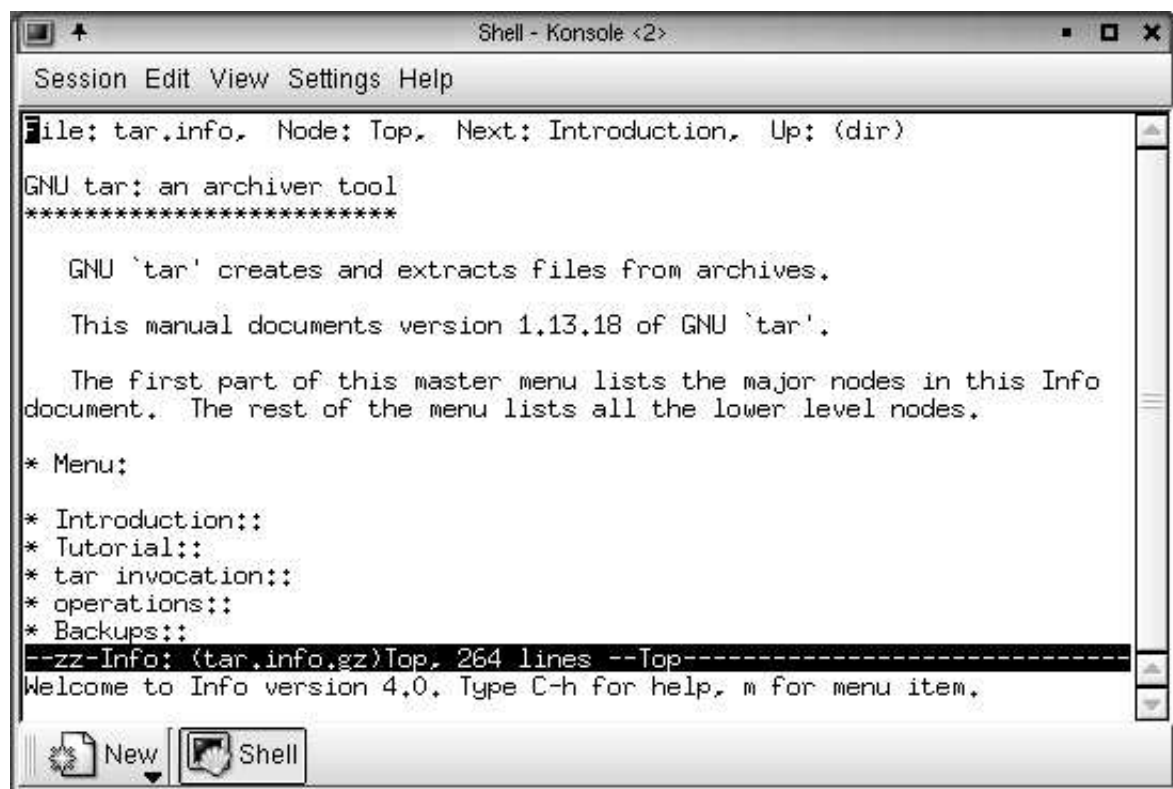 Shell - Konsole <2>
Session Edit View Settings Help
File: tar.info,  Node: Top,  Next: Introduction,  Up: (dir)
GNU tar: an archiver tool
*************************
GNU `tar' creates and extracts files from archives.
This manual documents version 1.13.18 of GNU `tar'.
The first part of this master menu lists the major nodes in this Info
document.  The rest of the menu lists all the lower level nodes.
* Menu:
* Introduction::
* Tutorial::
* tar invocation::
* operations::
* Backups::
--zz-Info: (tar.info.gz)Top, 264 lines --Top------------------------------
Welcome to Info version 4.0. Type C-h for help, m for menu item.
New Shell